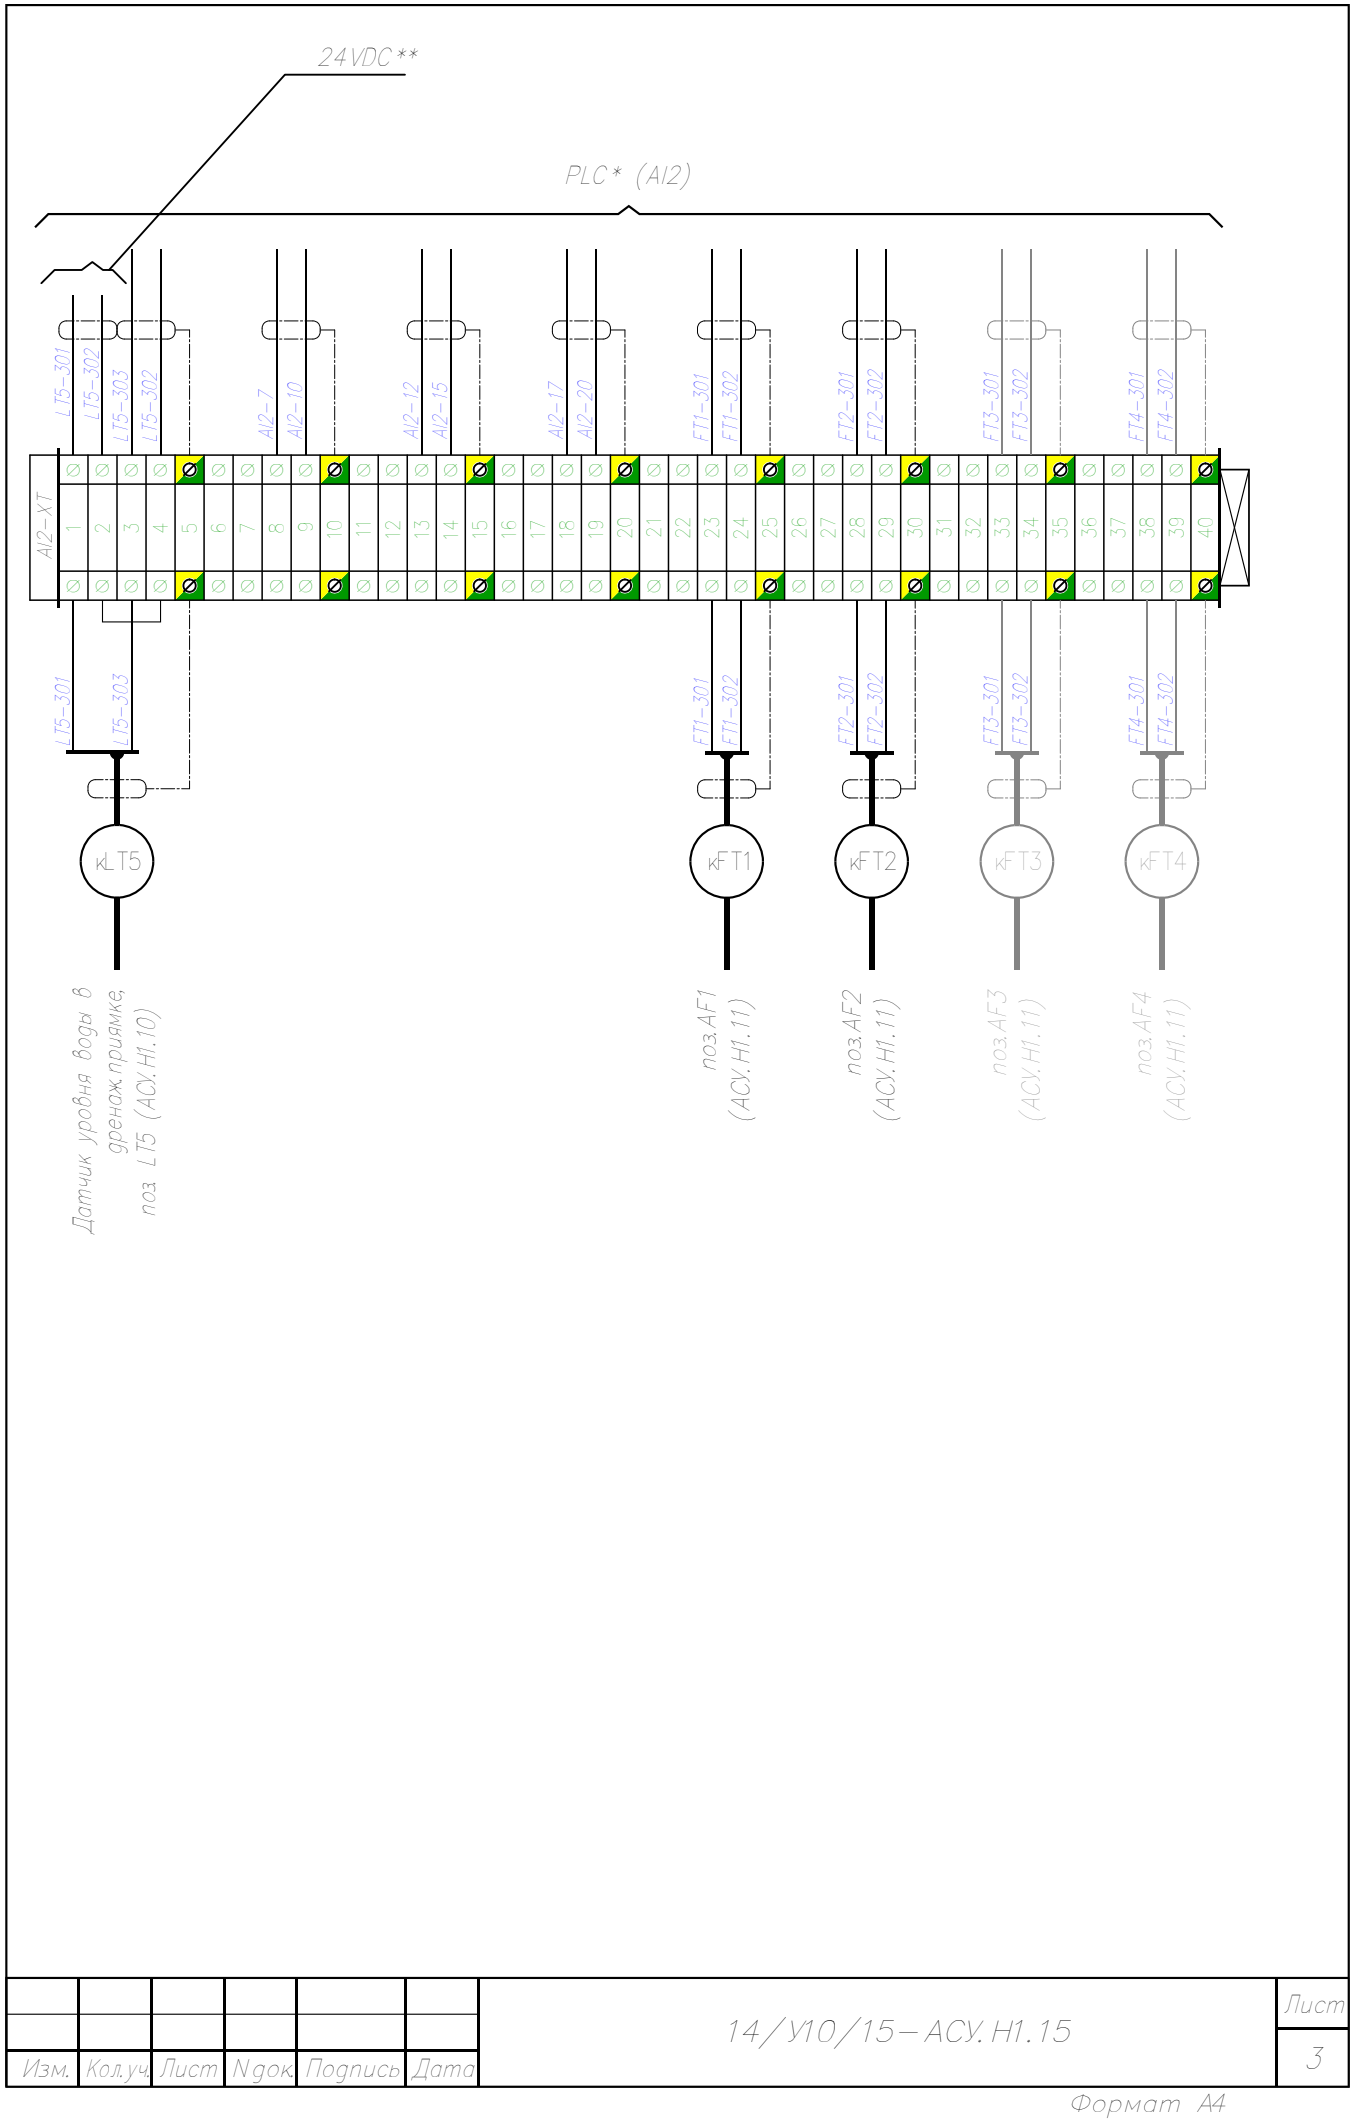 24VDC**
PLC* (AI2)
LT5-301
LT5-302
LT5-303
LT5-302
AI2-7
AI2-10
AI2-12
AI2-15
AI2-17
AI2-20
FT1-301
FT1-302
FT2-301
FT2-302
FT3-301
FT3-302
FT4-301
FT4-302
AI2-XT
1
2
3
4
5
6
7
8
9
10
11
12
13
14
15
16
17
18
19
20
21
22
23
24
25
26
27
28
29
30
31
32
33
34
35
36
37
38
39
40
LT5-301
LT5-303
FT1-301
FT1-302
FT2-301
FT2-302
FT3-301
FT3-302
FT4-301
FT4-302
кLT5
кFT1
кFT2
кFT3
кFT4
Датчик уровня воды в
дренаж.приямке,
поз. LT5 (АСУ.Н1.10)
поз.AF1
(АСУ.Н1.11)
поз.AF2
(АСУ.Н1.11)
поз.AF3
(АСУ.Н1.11)
поз.AF4
(АСУ.Н1.11)
14/У10/15-АСУ.Н1.15
Лист
3
Изм. Кол.уч. Лист Nдок. Подпись Дата
Формат А4